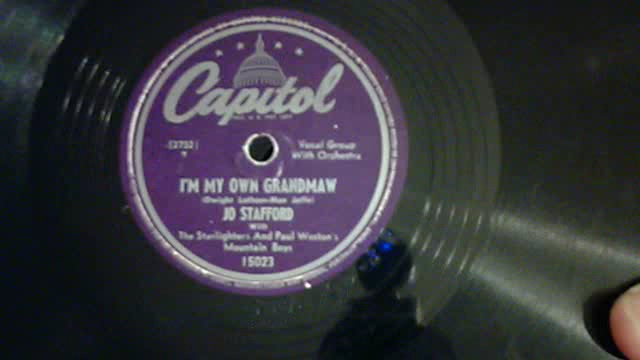 Capitol
(2752)
Vocal Group
With Orchestra
I'M MY OWN GRANDMAW
(Dwight Latham-Moe Jaffe)
JO STAFFORD
With
The Starlighters And Paul Weston's
Mountain Boys
15023